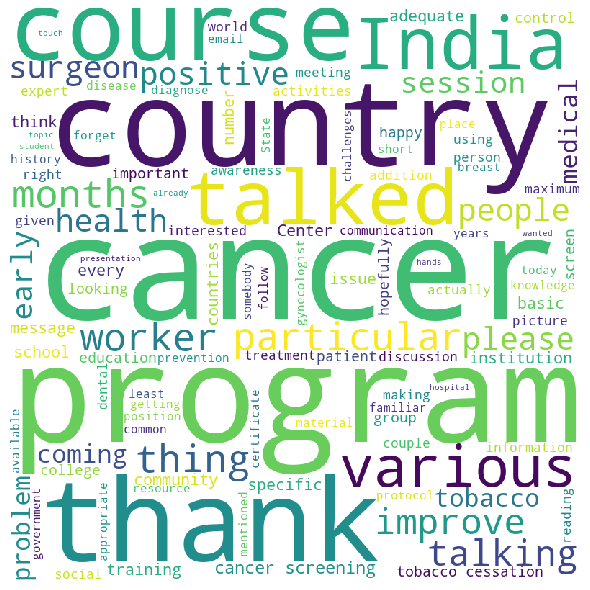 course
India
world
email
touch
adequate
control
surgeon
positive
meeting
session
medical
expert
disease
diagnose
activities
number
State
challenges
country
think
forget
happy
place
using
topic
student
history
important
awareness
short
person
right
addition
breast
already
maximum
months
talked
people
given
health
interested
Center
communication
years
wanted
early
every
presentation
hands
today
looking
countries
somebody
follow
gynecologist
issue
hopefully
actually
knowledge
screen
basic
cancer
message
worker
particular
please
picture
school
education
prevention
treatment
patient
discussion
institution
program
dental
least
getting
position
common
certificate
material
making
familiar
group
hospital
couple
available
problem
government
coming
college
thing
community
resource
appropriate
mentioned
specific
various
information
protocol
tobacco
reading
thank
improve
talking
social
training
cancer screening
tobacco cessation